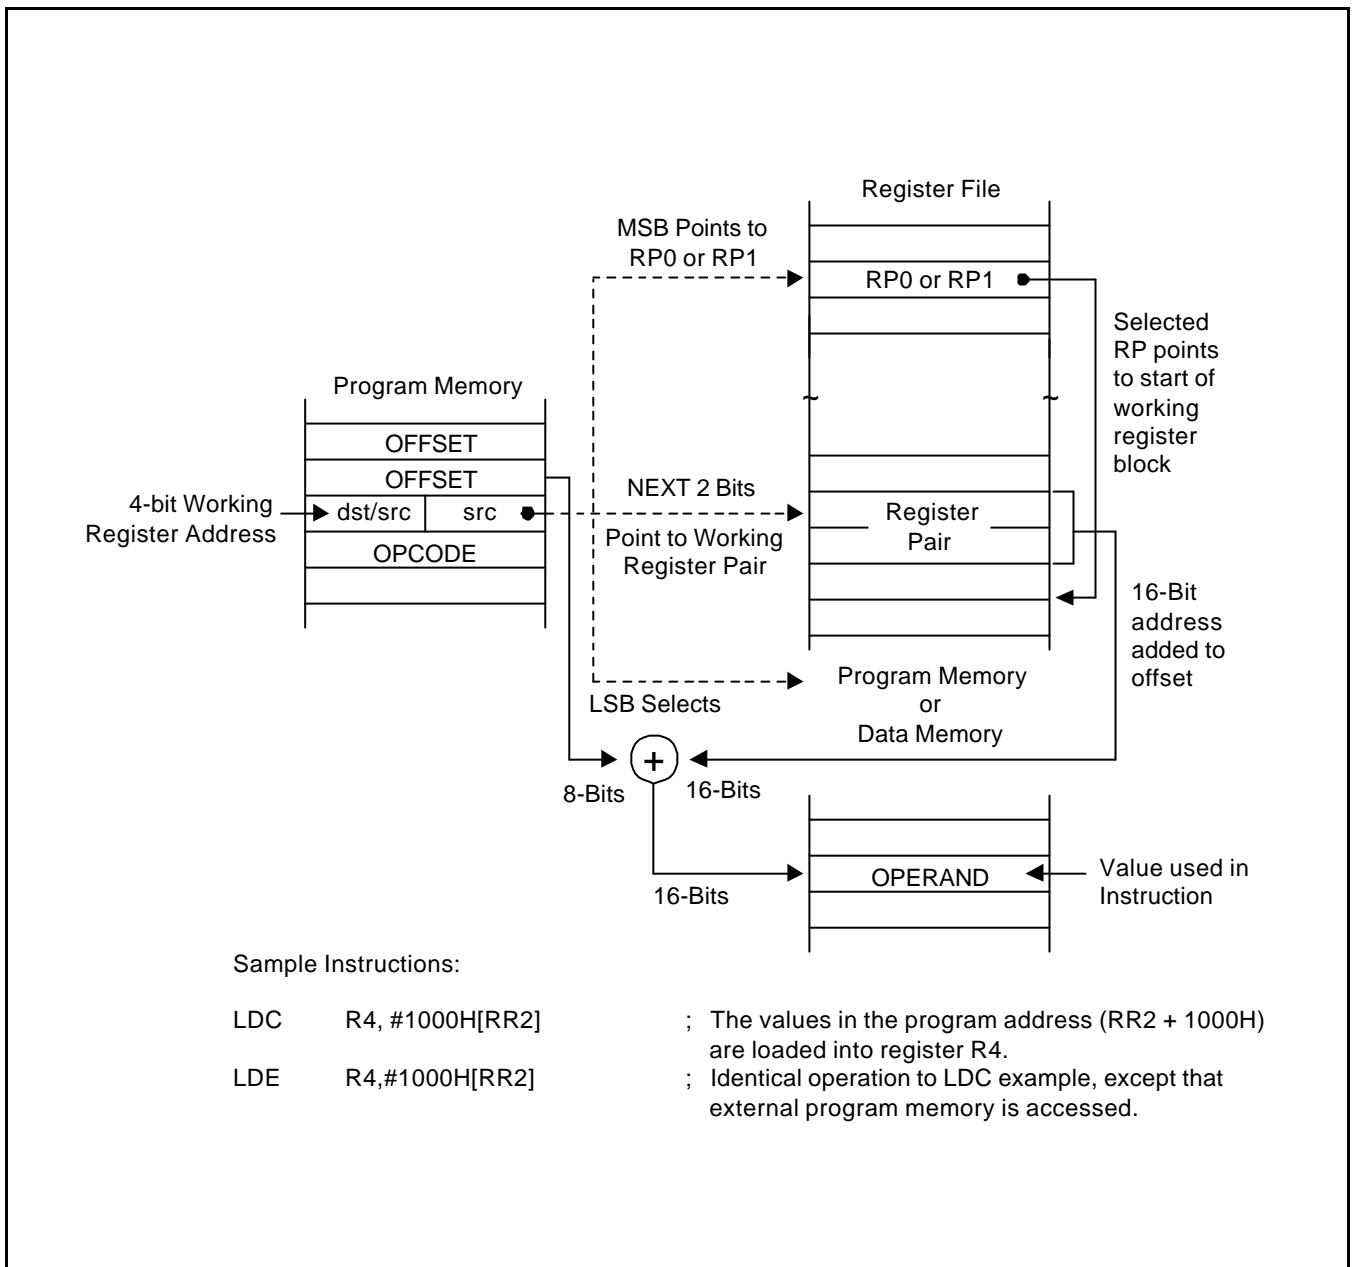 Register File
MSB Points to
RP0 or RP1
RP0 or RP1
Selected
RP points
to start of
working
register
block
Program Memory
OFFSET
OFFSET
4-bit Working
Register Address
dst/src
src
OPCODE
NEXT 2 Bits
Point to Working
Register Pair
Register
Pair
16-Bit
address
added to
offset
LSB Selects
Program Memory
or
Data Memory
+
8-Bits
16-Bits
16-Bits
OPERAND
Value used in
Instruction
Sample Instructions:
LDC R4, #1000H[RR2] ; The values in the program address (RR2 + 1000H)
are loaded into register R4.
LDE R4,#1000H[RR2] ; Identical operation to LDC example, except that
external program memory is accessed.